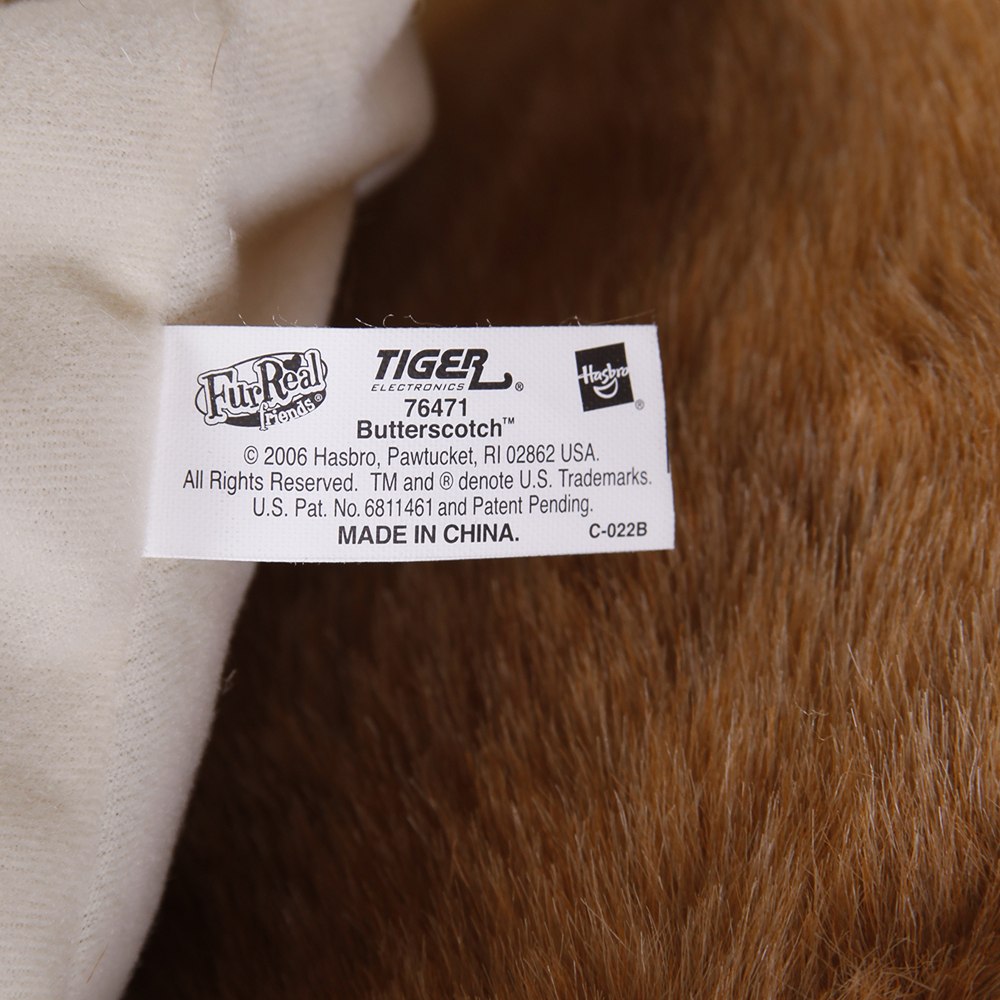 FurReal friends®
TIGER ELECTRONICS®
Hasbro®
76471
Butterscotch™
© 2006 Hasbro, Pawtucket, RI 02862 USA.
All Rights Reserved. TM and ® denote U.S. Trademarks.
U.S. Pat. No. 6811461 and Patent Pending.
MADE IN CHINA.
C-022B